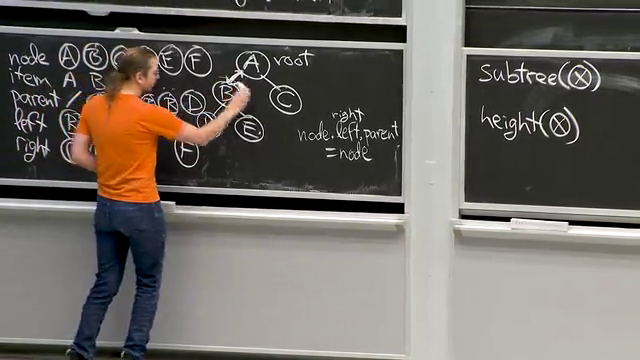 node A B E F
item A B
parent /
left B
right
B D
A root
B
C
E
F
right
node.left.parent
= node
subtree(X)
height(X)